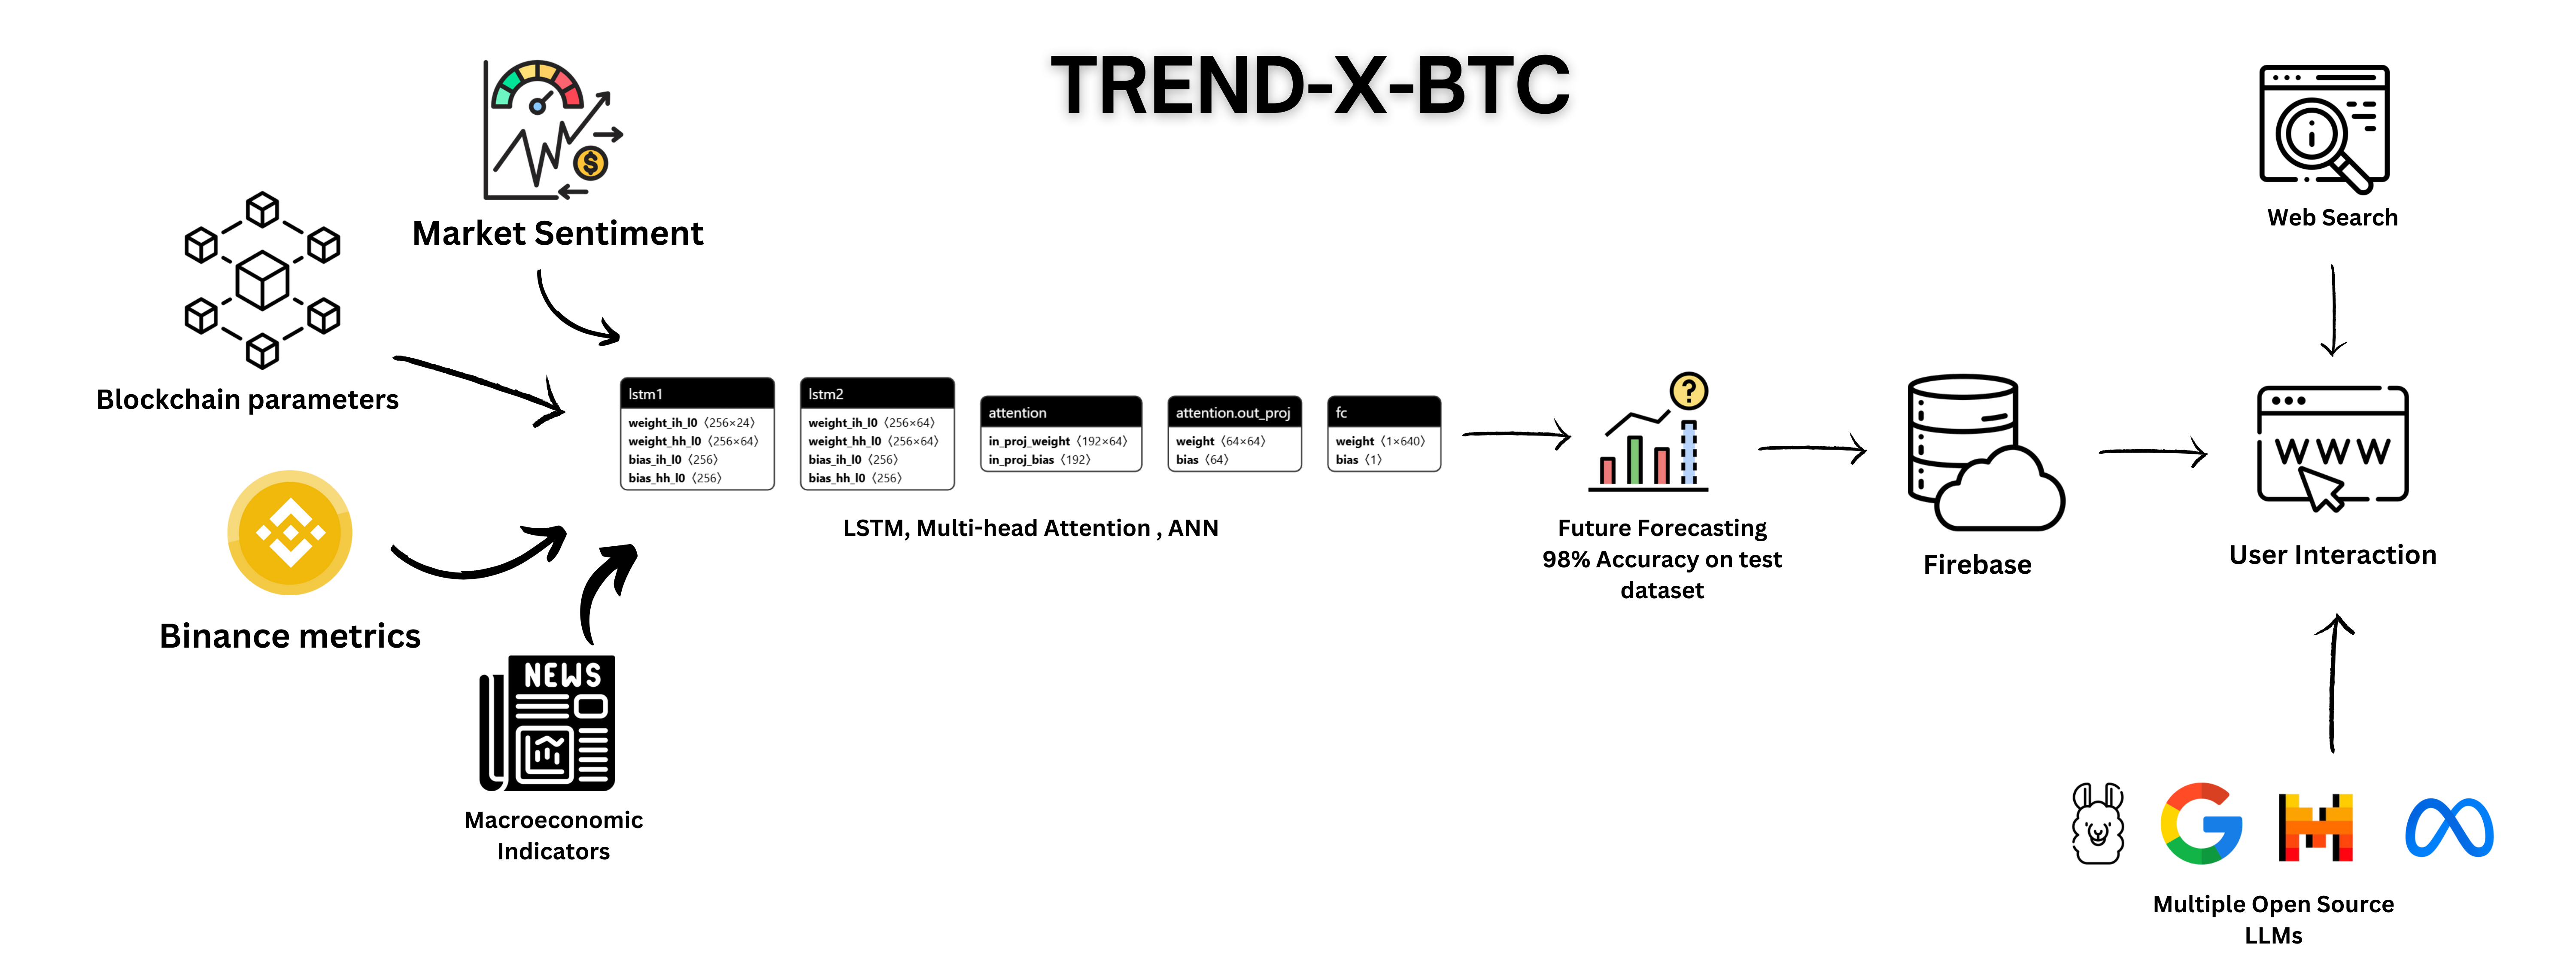 TREND-X-BTC
Market Sentiment
Blockchain parameters
Binance metrics
NEWS
Macroeconomic
Indicators
lstm1
weight_ih_l0 〈256×24〉
weight_hh_l0 〈256×64〉
bias_ih_l0 〈256〉
bias_hh_l0 〈256〉
lstm2
weight_ih_l0 〈256×64〉
weight_hh_l0 〈256×64〉
bias_ih_l0 〈256〉
bias_hh_l0 〈256〉
attention
in_proj_weight 〈192×64〉
in_proj_bias 〈192〉
attention.out_proj
weight 〈64×64〉
bias 〈64〉
fc
weight 〈1×640〉
bias 〈1〉
LSTM, Multi-head Attention , ANN
?
Future Forecasting
98% Accuracy on test
dataset
Firebase
Web Search
WWW
User Interaction
Multiple Open Source
LLMs